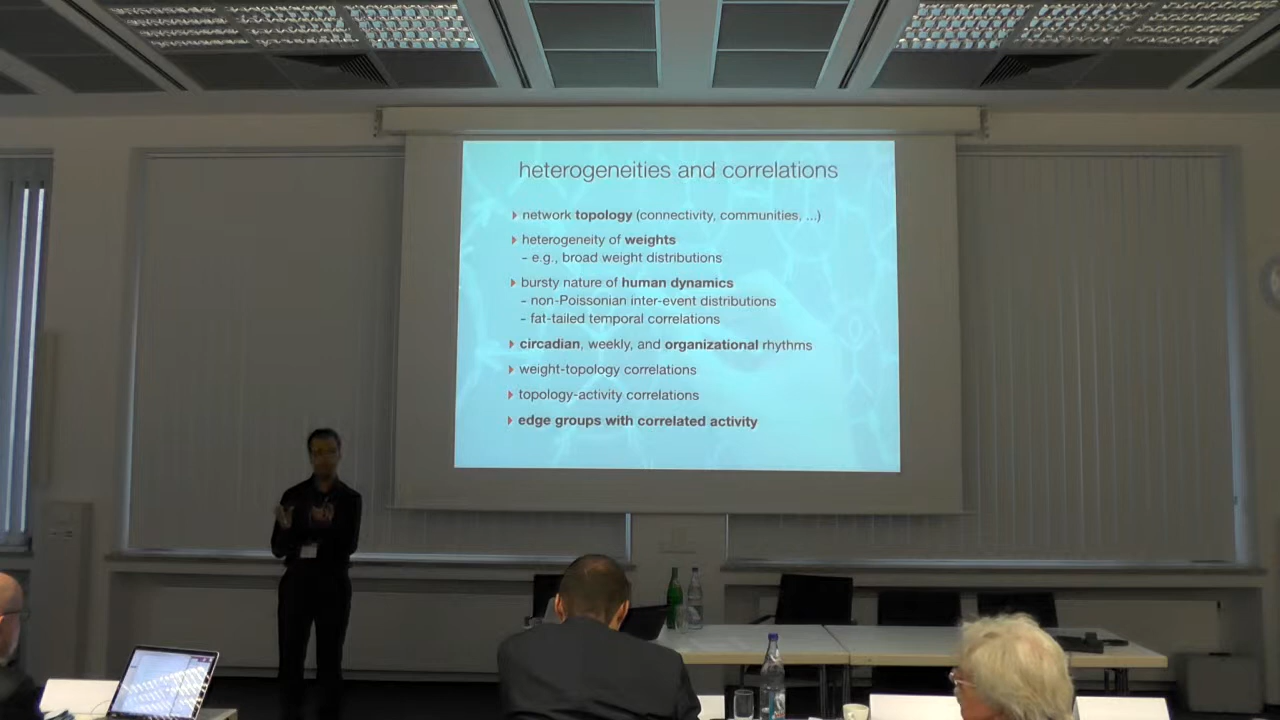 heterogeneities and correlations
network topology (connectivity, communities, ...)
heterogeneity of weights
- e.g., broad weight distributions
bursty nature of human dynamics
- non-Poissonian inter-event distributions
- fat-tailed temporal correlations
circadian, weekly, and organizational rhythms
weight-topology correlations
topology-activity correlations
edge groups with correlated activity